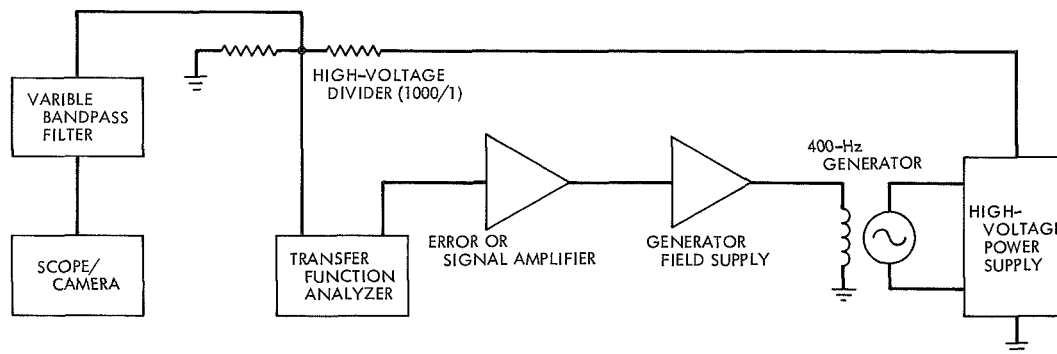 VARIBLE
BANDPASS
FILTER
SCOPE/
CAMERA
HIGH-VOLTAGE
DIVIDER (1000/1)
TRANSFER
FUNCTION
ANALYZER
ERROR OR
SIGNAL AMPLIFIER
GENERATOR
FIELD SUPPLY
400-Hz
GENERATOR
HIGH-
VOLTAGE
POWER
SUPPLY